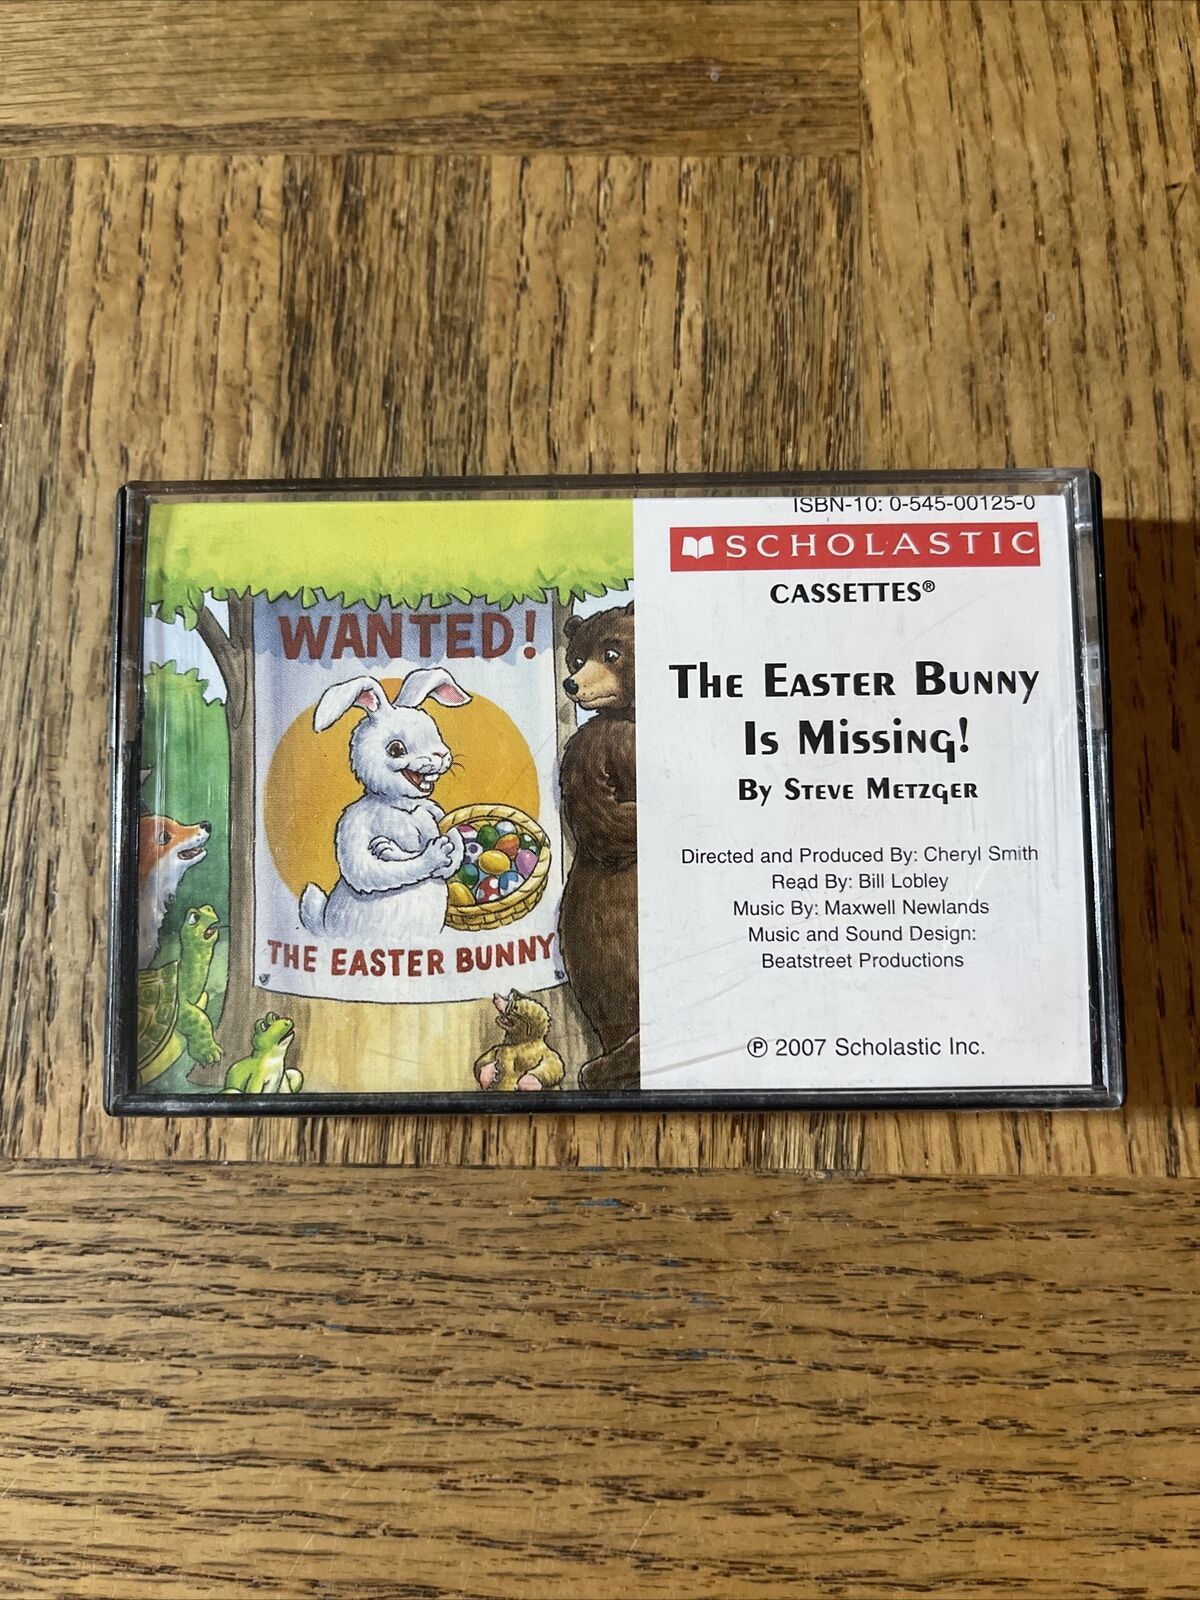 WANTED!
THE EASTER BUNNY
ISBN-10: 0-545-00125-0
SCHOLASTIC
CASSETTES®
The Easter Bunny
Is Missing!
By Steve Metzger
Directed and Produced By: Cheryl Smith
Read By: Bill Lobley
Music By: Maxwell Newlands
Music and Sound Design:
Beatstreet Productions
℗ 2007 Scholastic Inc.